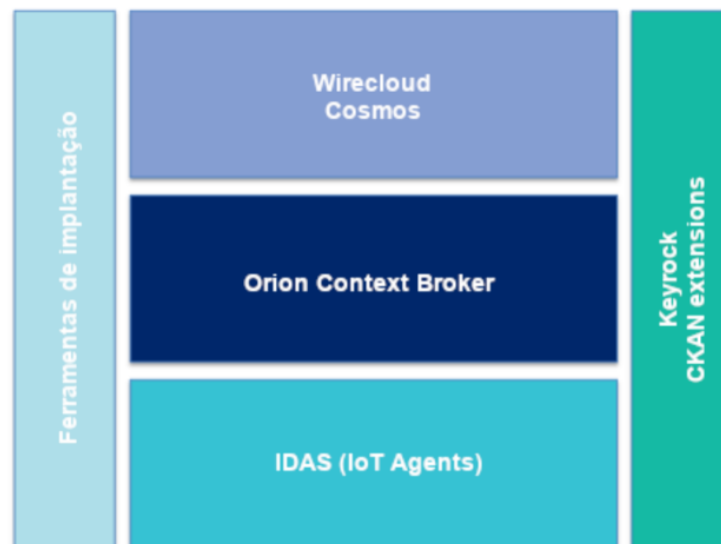 Ferramentas de implantação
Wirecloud
Cosmos
Orion Context Broker
IDAS (IoT Agents)
Keyrock
CKAN extensions